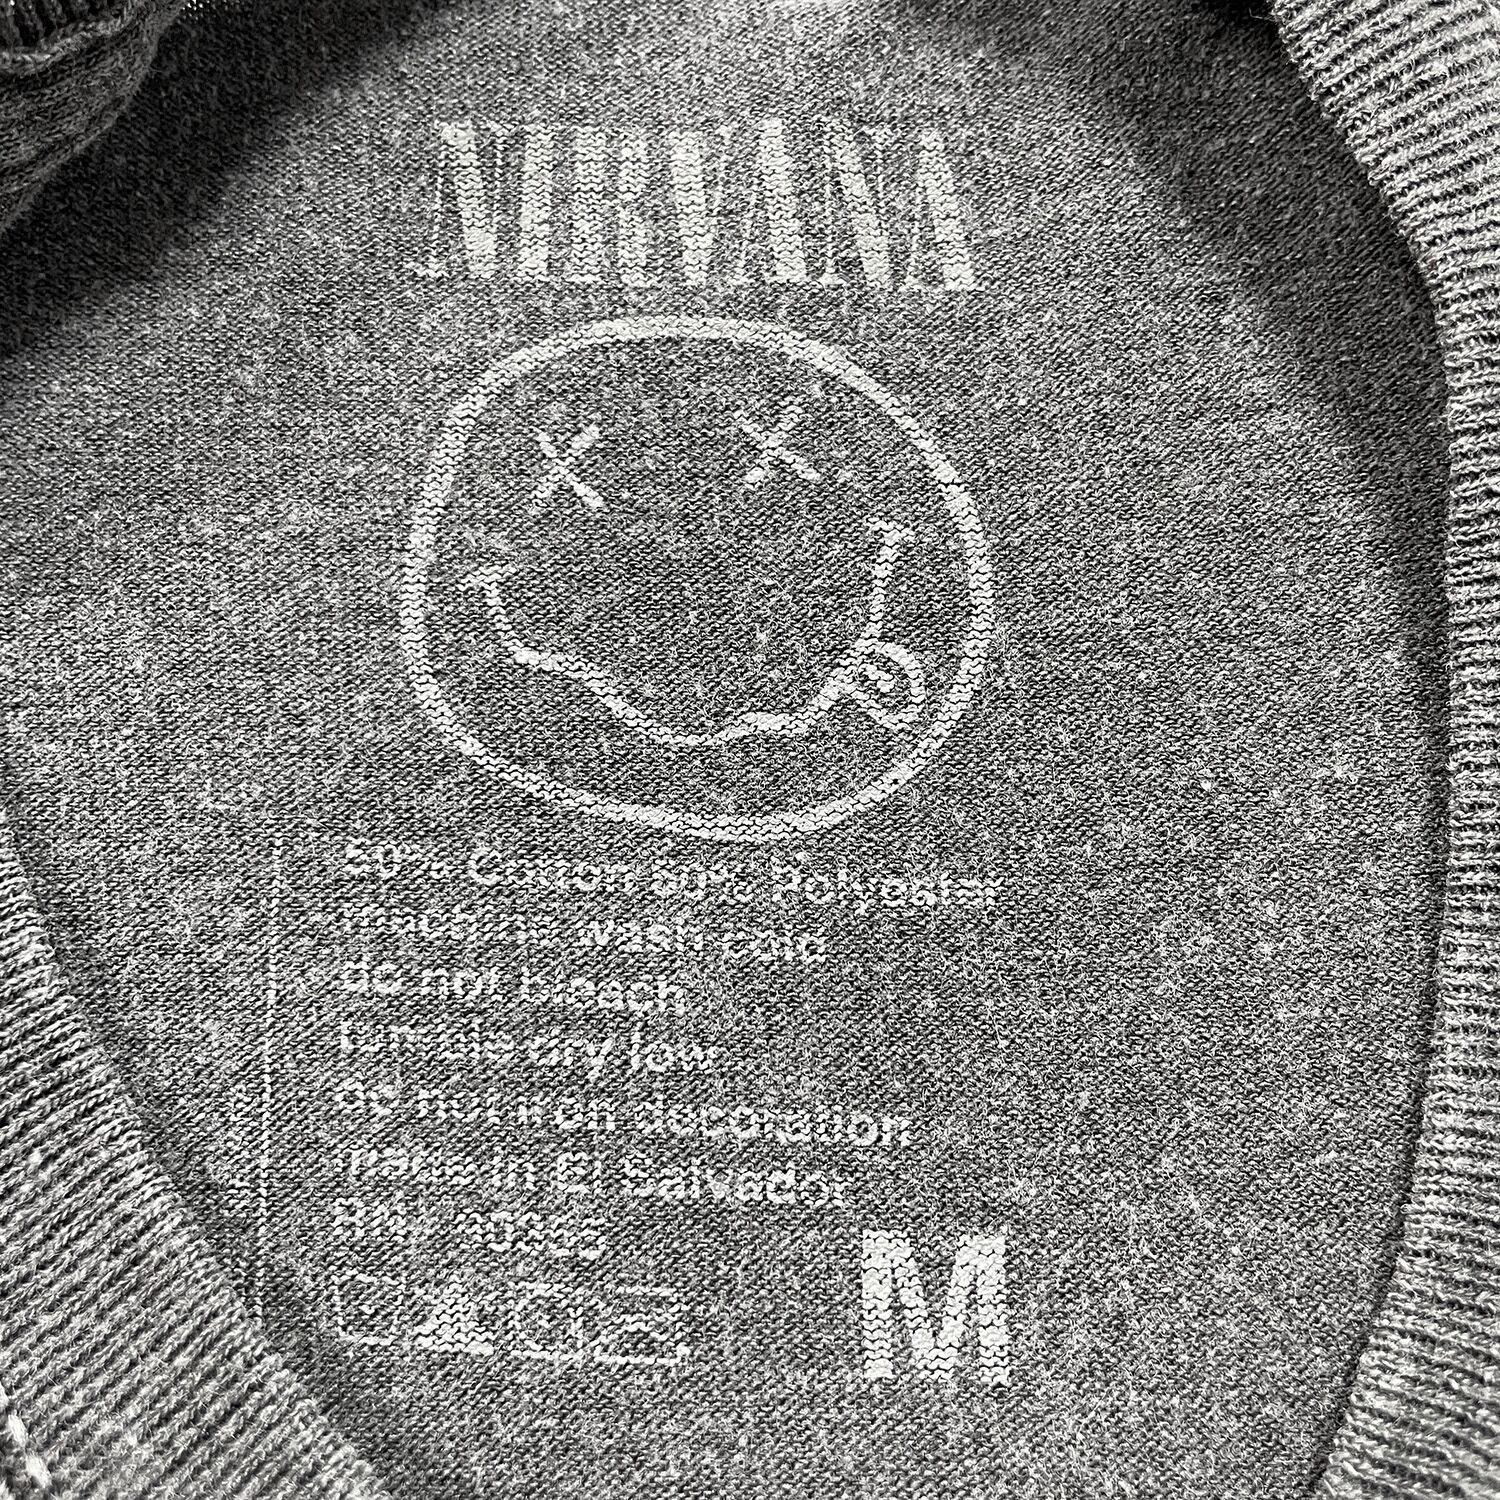 NIRVANA
50% Cotton 50% Polyester
machine wash cold
do not bleach
tumble dry low
do not iron decoration
Made in El Salvador
RN
M